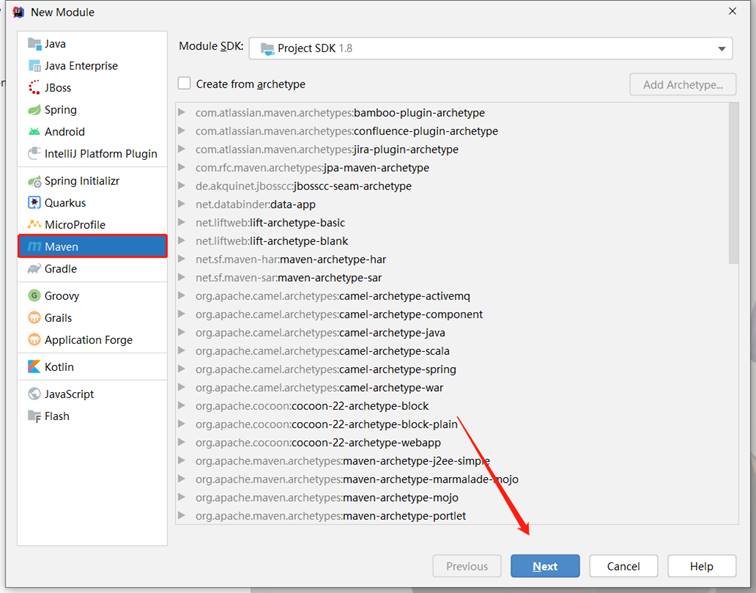 New Module
Java
Java Enterprise
JBoss
Spring
Android
IntelliJ Platform Plugin
Spring Initializr
Quarkus
MicroProfile
Maven
Gradle
Groovy
Grails
Application Forge
Kotlin
JavaScript
Flash
Module SDK: Project SDK 1.8
Create from archetype Add Archetype...
com.atlassian.maven.archetypes:bamboo-plugin-archetype
com.atlassian.maven.archetypes:confluence-plugin-archetype
com.atlassian.maven.archetypes:jira-plugin-archetype
com.rfc.maven.archetypes:jpa-maven-archetype
de.akquinet.jbosscc:jbosscc-seam-archetype
net.databinder:data-app
net.liftweb:lift-archetype-basic
net.liftweb:lift-archetype-blank
net.sf.maven-har:maven-archetype-har
net.sf.maven-sar:maven-archetype-sar
org.apache.camel.archetypes:camel-archetype-activemq
org.apache.camel.archetypes:camel-archetype-component
org.apache.camel.archetypes:camel-archetype-java
org.apache.camel.archetypes:camel-archetype-scala
org.apache.camel.archetypes:camel-archetype-spring
org.apache.camel.archetypes:camel-archetype-war
org.apache.cocoon:cocoon-22-archetype-block
org.apache.cocoon:cocoon-22-archetype-block-plain
org.apache.cocoon:cocoon-22-archetype-webapp
org.apache.maven.archetypes:maven-archetype-j2ee-simple
org.apache.maven.archetypes:maven-archetype-marmalade-mojo
org.apache.maven.archetypes:maven-archetype-mojo
org.apache.maven.archetypes:maven-archetype-portlet
Previous Next Cancel Help